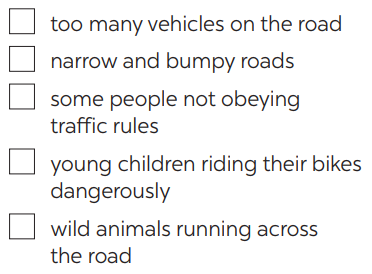 too many vehicles on the road
narrow and bumpy roads
some people not obeying
traffic rules
young children riding their bikes
dangerously
wild animals running across
the road